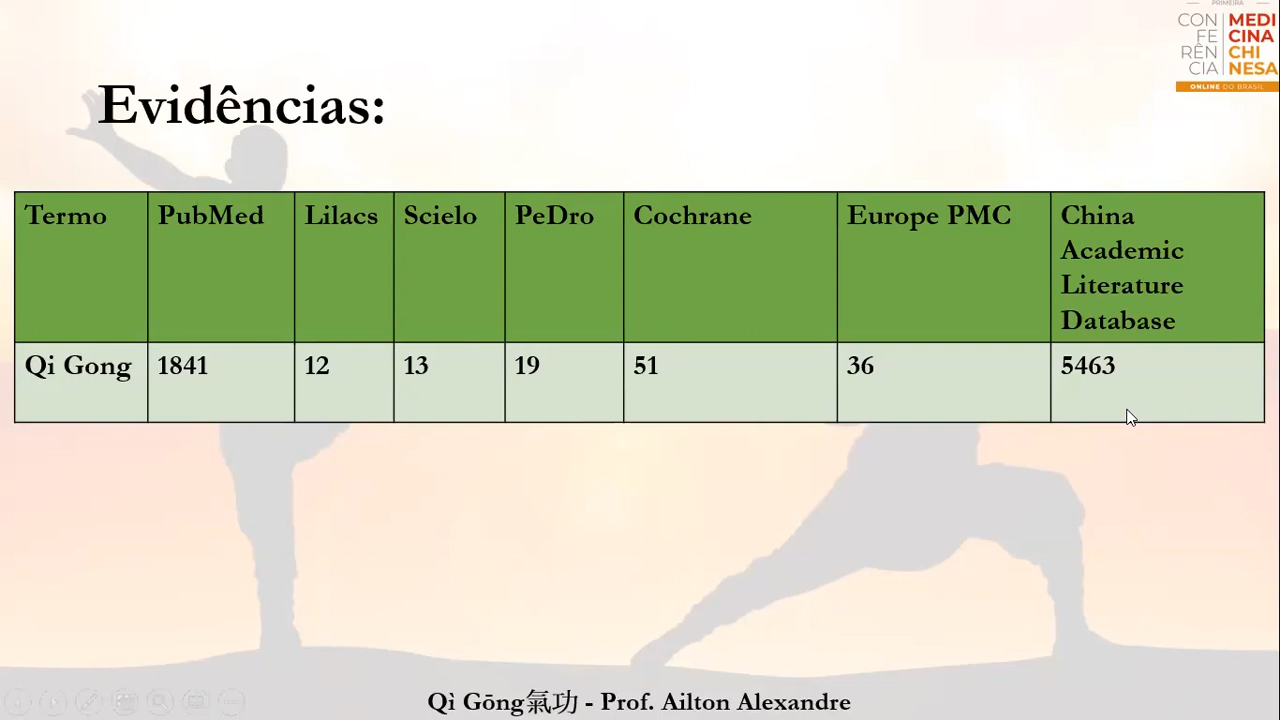 PRIMEIRA
CON
FE
RÊN
CIA
MEDI
CINA
CHI
NESA
ONLINE DO BRASIL
Evidências:
Termo PubMed Lilacs Scielo PeDro Cochrane Europe PMC China
Academic
Literature
Database
Qi Gong 1841 12 13 19 51 36 5463
Qì Gōng氣功 - Prof. Ailton Alexandre